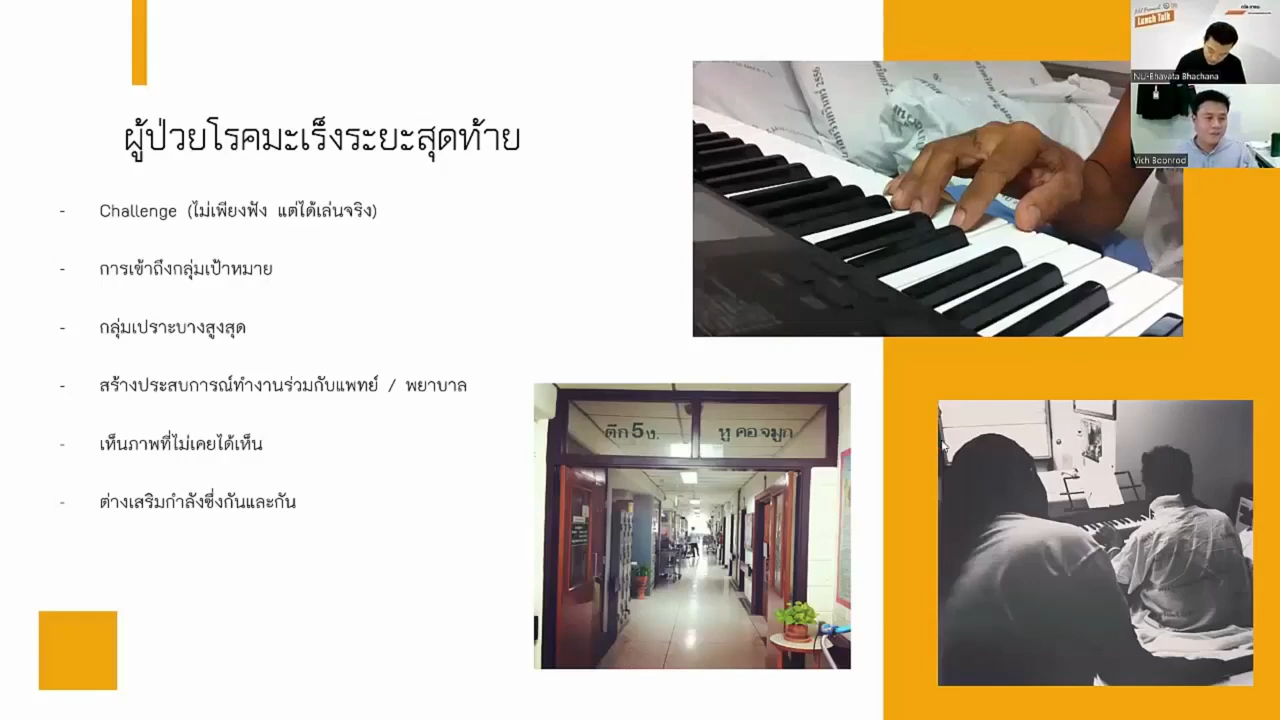 ผู้ป่วยโรคมะเร็งระยะสุดท้าย
- Challenge (ไม่เพียงฟัง แต่ได้เล่นจริง)
- การเข้าถึงกลุ่มเป้าหมาย
- กลุ่มเปราะบางสูงสุด
- สร้างประสบการณ์ทำงานร่วมกับแพทย์ / พยาบาล
- เห็นภาพที่ไม่เคยได้เห็น
- ต่างเสริมกำลังซึ่งกันและกัน
ตึก 5 ง. หู คอ จมูก
Lunch Talk
NU-Bhavata Bhachana
Vich Boonrod